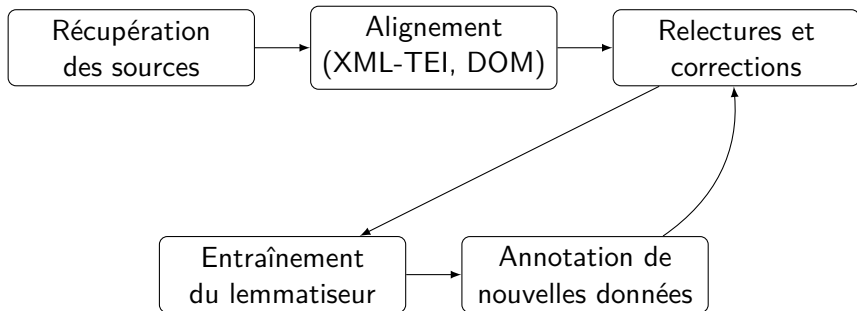 Récupération
des sources
Alignement
(XML-TEI, DOM)
Relectures et
corrections
Entraînement
du lemmatiseur
Annotation de
nouvelles données